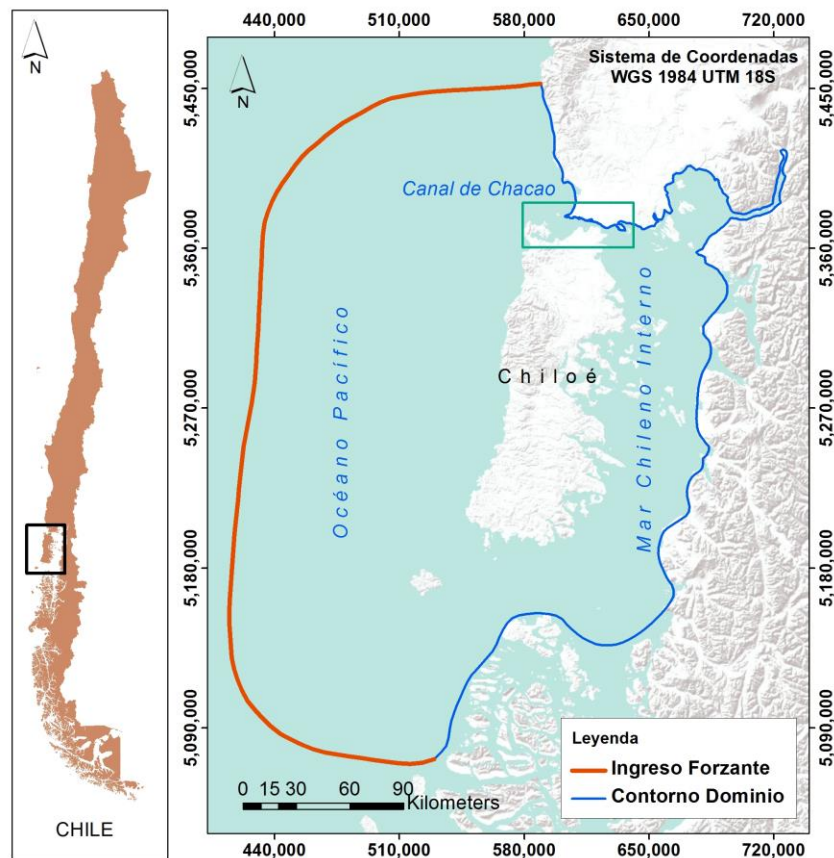 N
CHILE
440,000 510,000 580,000 650,000 720,000
N
Sistema de Coordenadas
WGS 1984 UTM 18S
5,450,000
5,450,000
Canal de Chacao
5,360,000
5,360,000
Océano Pacífico
Chiloé
Mar Chileno Interno
5,270,000
5,270,000
5,180,000
5,180,000
5,090,000
5,090,000
Leyenda
Ingreso Forzante
Contorno Dominio
0 15 30 60 90
Kilometers
440,000 510,000 580,000 650,000 720,000